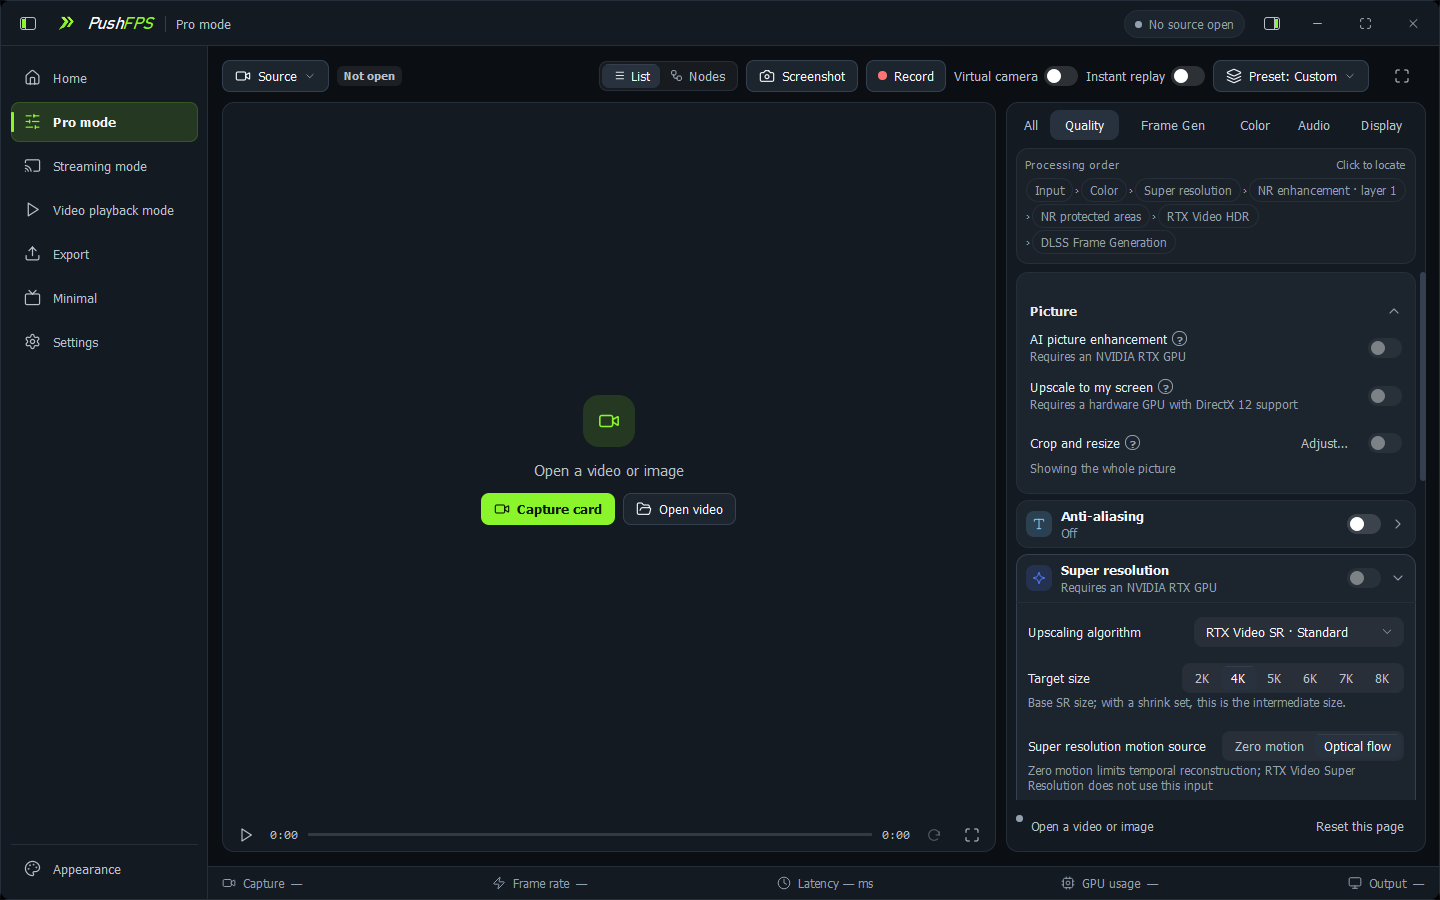 PushFPS
Pro mode
No source open
Home
Pro mode
Streaming mode
Video playback mode
Export
Minimal
Settings
Appearance
Source
Not open
List
Nodes
Screenshot
Record
Virtual camera
Instant replay
Preset: Custom
Open a video or image
Capture card
Open video
0:00
0:00
All
Quality
Frame Gen
Color
Audio
Display
Processing order
Click to locate
Input › Color › Super resolution › NR enhancement · layer 1
› NR protected areas › RTX Video HDR
› DLSS Frame Generation
Picture
AI picture enhancement ?
Requires an NVIDIA RTX GPU
Upscale to my screen ?
Requires a hardware GPU with DirectX 12 support
Crop and resize ?
Adjust...
Showing the whole picture
T
Anti-aliasing
Off
Super resolution
Requires an NVIDIA RTX GPU
Upscaling algorithm
RTX Video SR · Standard
Target size
2K 4K 5K 6K 7K 8K
Base SR size; with a shrink set, this is the intermediate size.
Super resolution motion source
Zero motion
Optical flow
Zero motion limits temporal reconstruction; RTX Video Super
Resolution does not use this input
Open a video or image
Reset this page
Capture —
Frame rate —
Latency — ms
GPU usage —
Output —